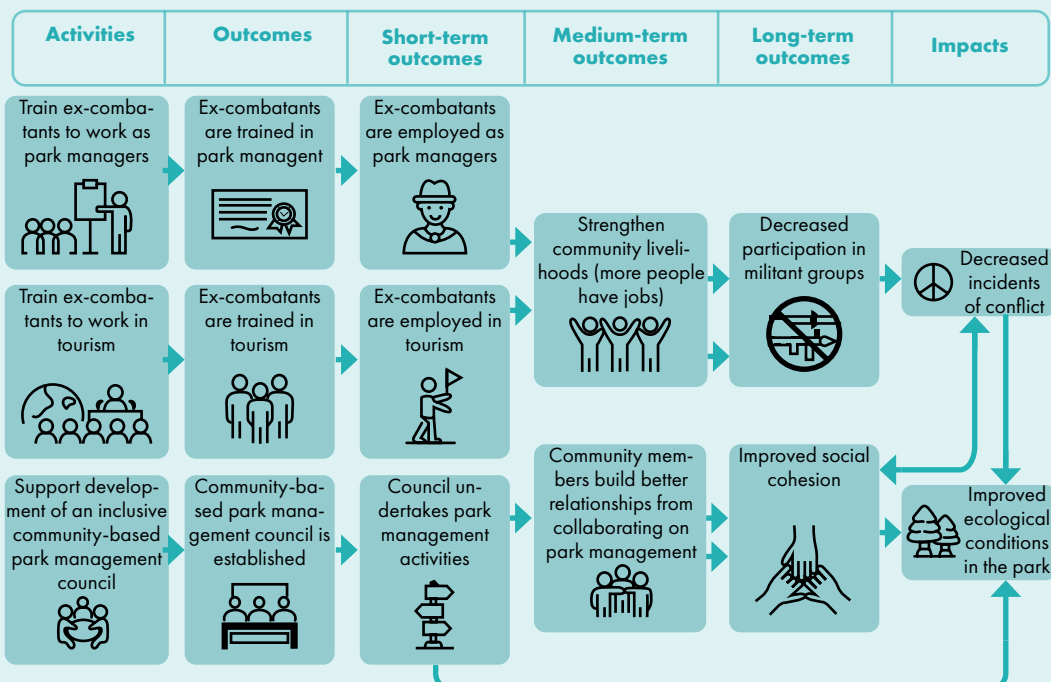 Activities
Outcomes
Short-term
outcomes
Medium-term
outcomes
Long-term
outcomes
Impacts
Train ex-comba-
tants to work as
park managers
Ex-combatants
are trained in
park managent
Ex-combatants
are employed as
park managers
Strengthen
community liveli-
hoods (more people
have jobs)
Decreased
participation in
militant groups
Decreased
incidents
of conflict
Train ex-comba-
tants to work in
tourism
Ex-combatants
are trained in
tourism
Ex-combatants
are employed in
tourism
Support develop-
ment of an inclusive
community-based
park management
council
Community-ba-
sed park mana-
gement council is
established
Council un-
dertakes park
management
activities
Community mem-
bers build better
relationships from
collaborating on
park management
Improved social
cohesion
Improved
ecological
conditions
in the park